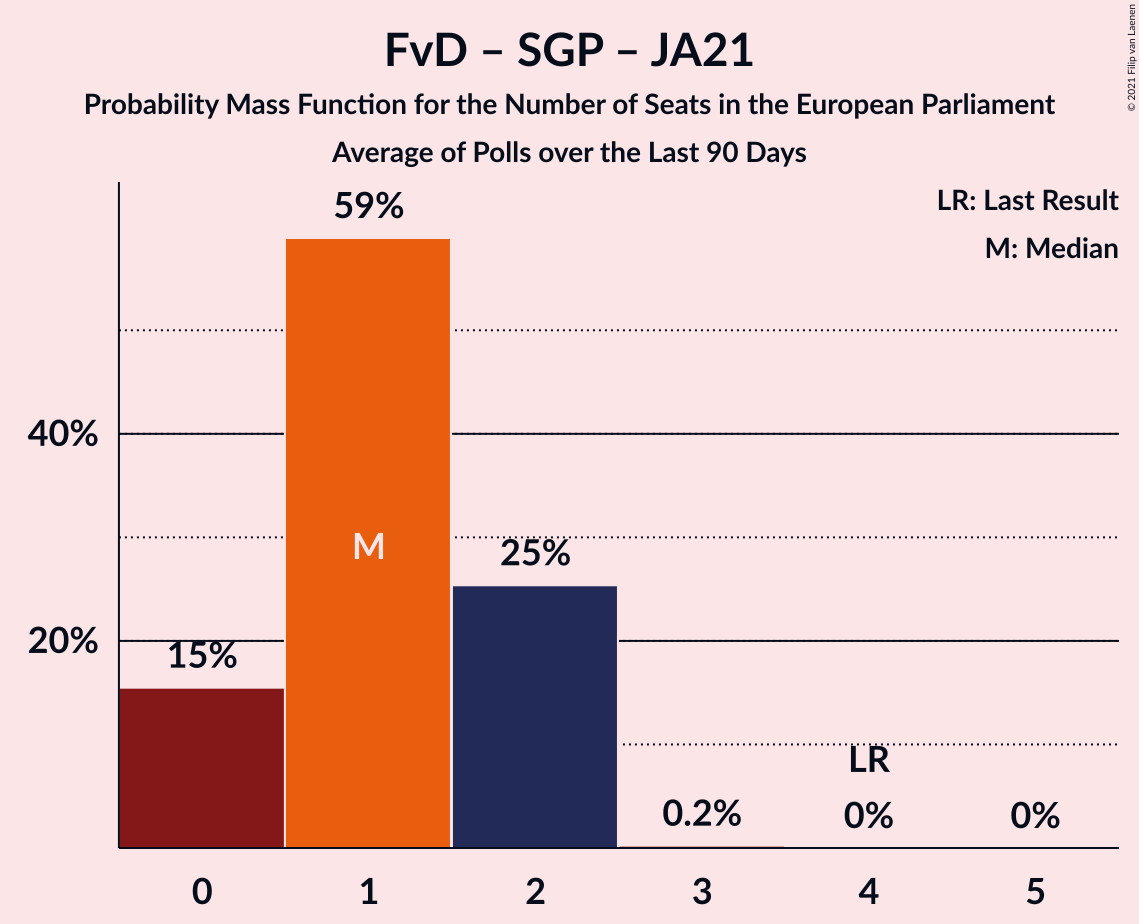 FvD – SGP – JA21
Probability Mass Function for the Number of Seats in the European Parliament
Average of Polls over the Last 90 Days
© 2021 Filip van Laenen
LR: Last Result
M: Median
59%
40%
M
25%
20%
15%
LR
0.2%
0%
0%
0 1 2 3 4 5